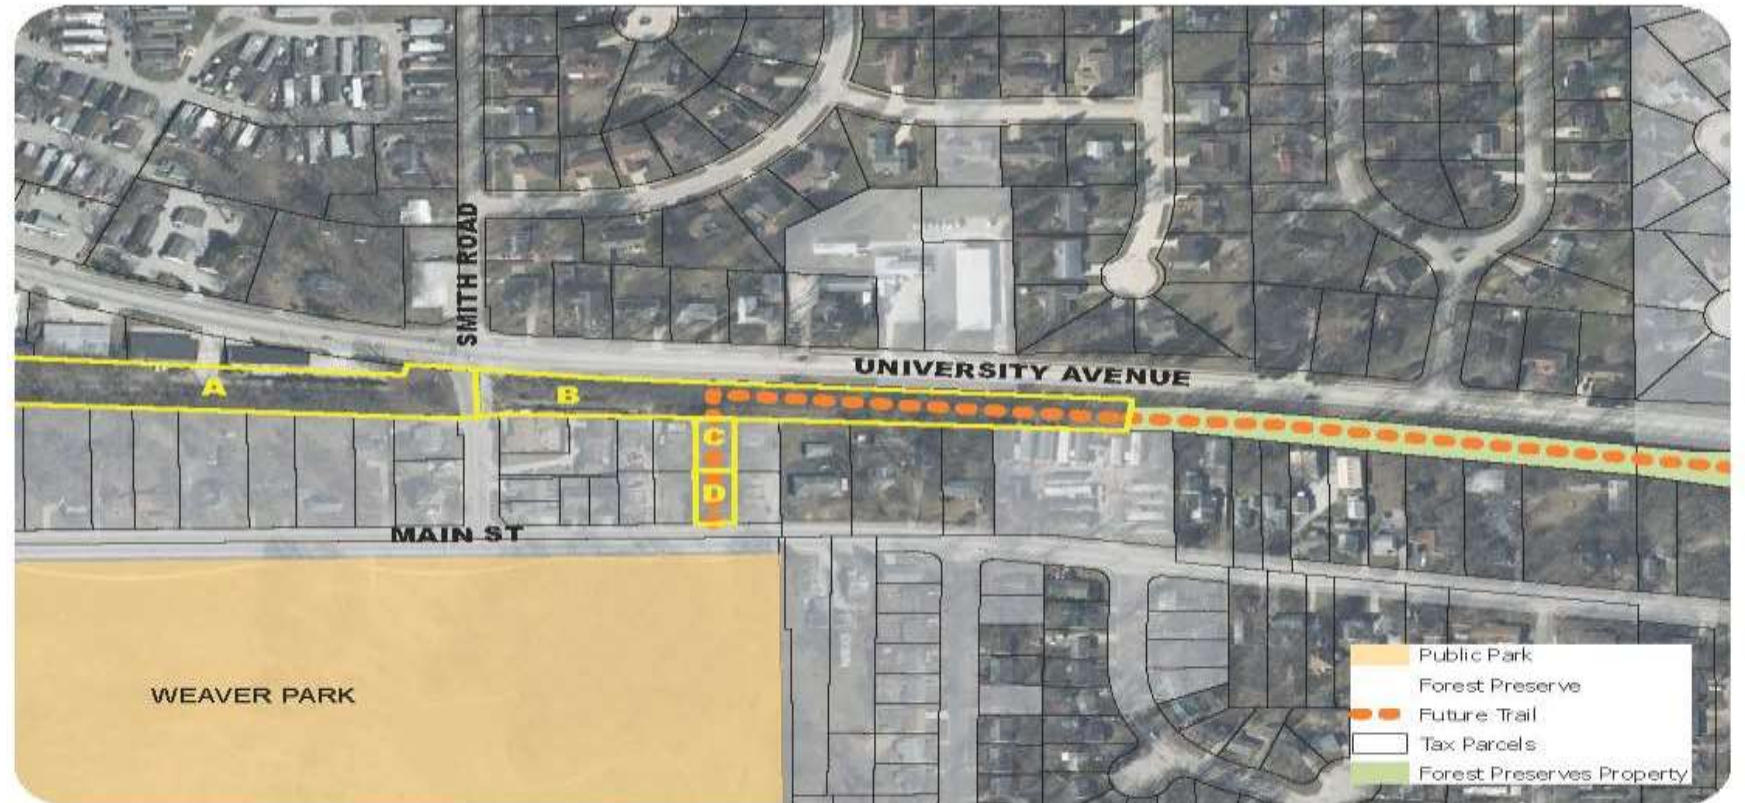 SMITH ROAD
UNIVERSITY AVENUE
A
B
C
D
MAIN ST
WEAVER PARK
Public Park
Forest Preserve
Future Trail
Tax Parcels
Forest Preserves Property